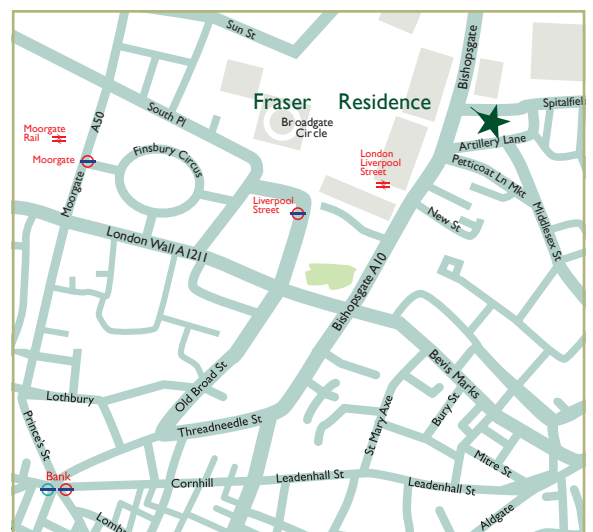 Sun St
Bishopsgate
Fraser Residence
Spitalfiel
A50
South Pl
Broadgate
Circle
Moorgate
Rail
Artillery Lane
Moorgate
Finsbury Circus
London
Liverpool
Street
Petticoat Ln Mkt
Moorgate
Liverpool
Street
New St
Middlesex St
London Wall A1211
Bishopsgate A10
Bevis Marks
Old Broad St
Lothbury
Prince's St
Threadneedle St
St Mary Axe
Bury St
Mitre St
Bank
Cornhill
Leadenhall St
Leadenhall St
Aldgate
Lomb